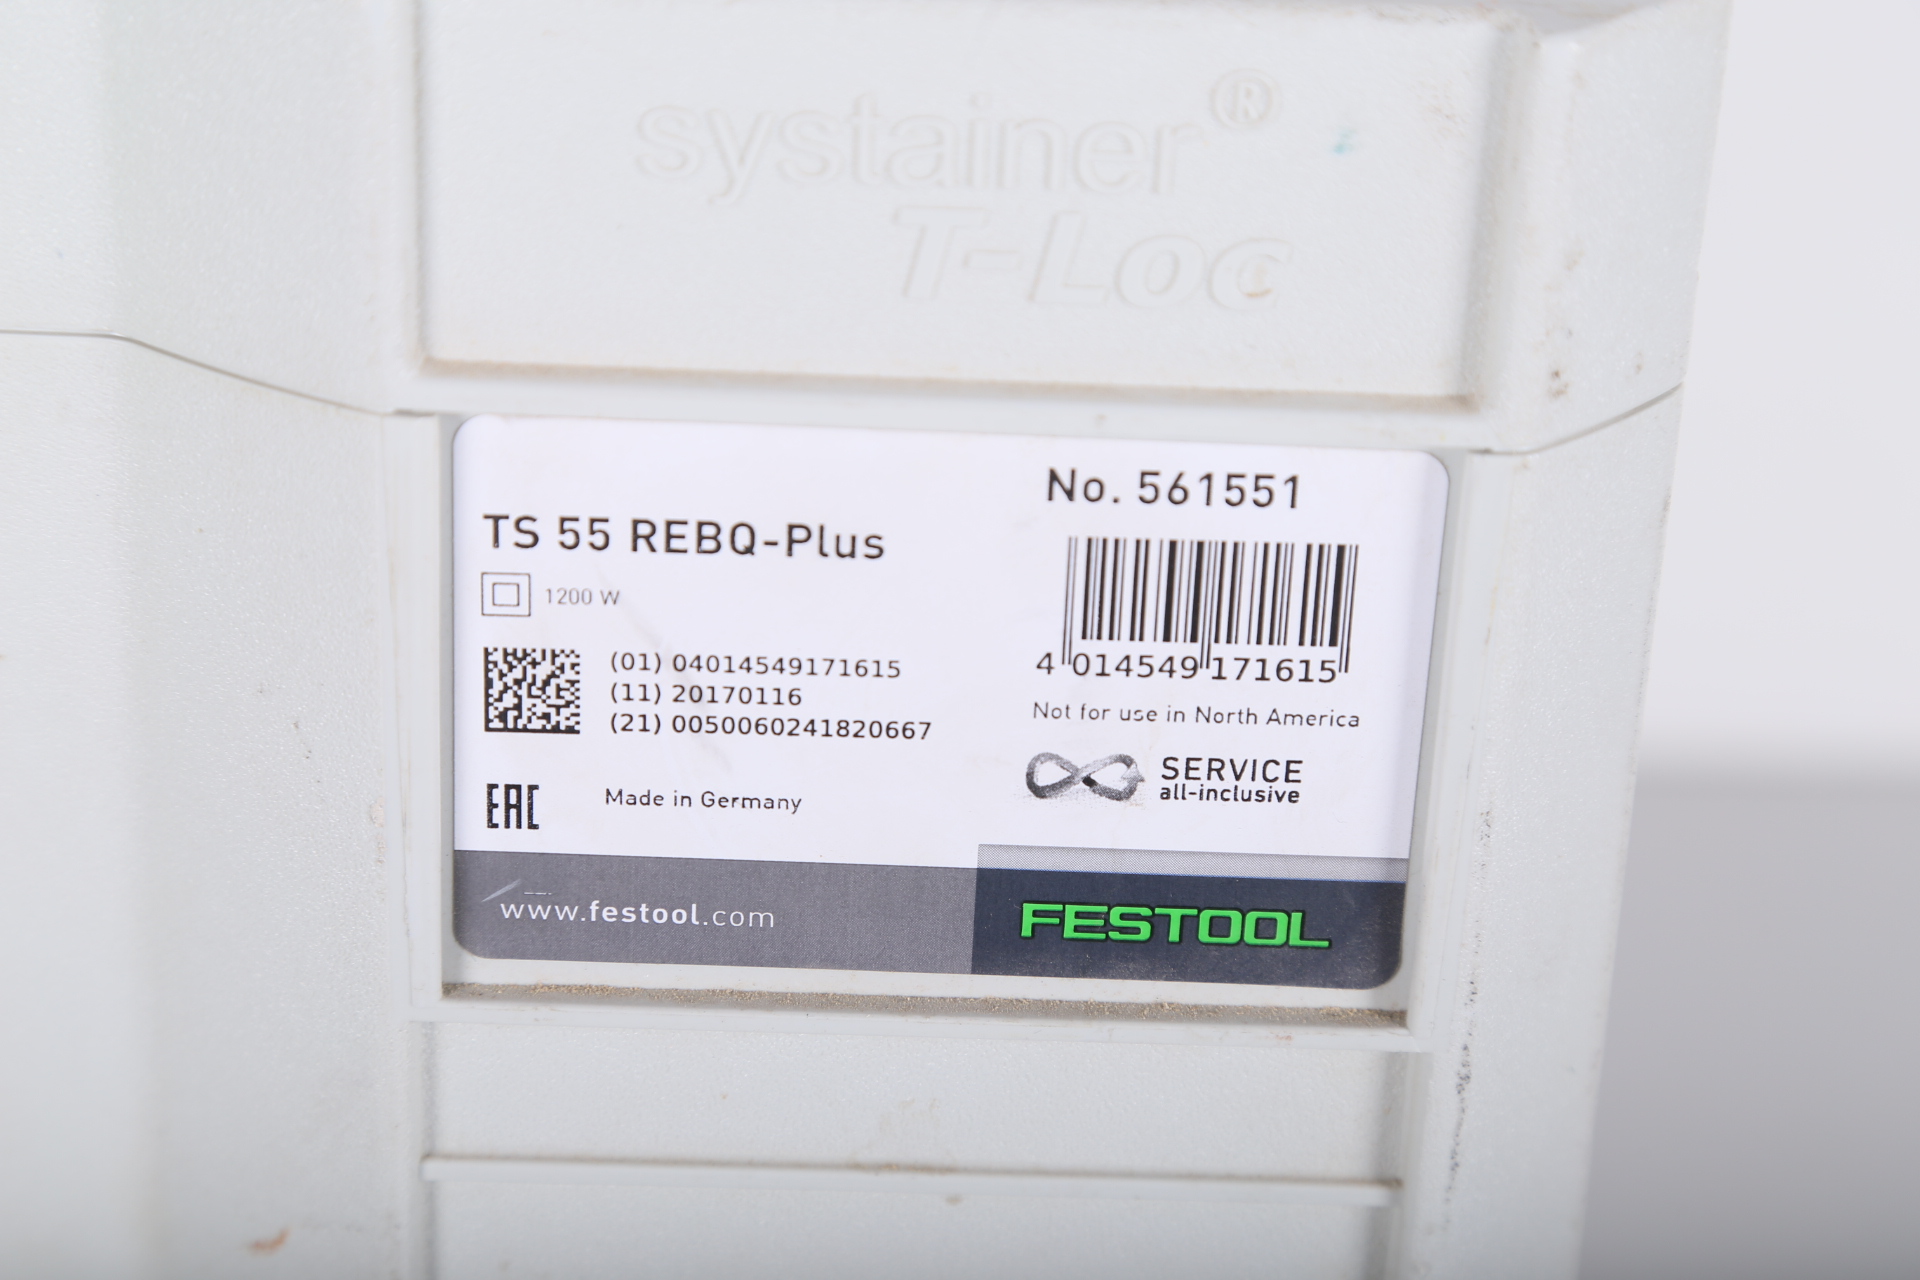 systainer®
T-Loc
No. 561551
TS 55 REBQ-Plus
1200 W
4 014549 171615
(01) 04014549171615
(11) 20170116
(21) 0050060241820667
Not for use in North America
SERVICE
all-inclusive
EAC
Made in Germany
www.festool.com
FESTOOL